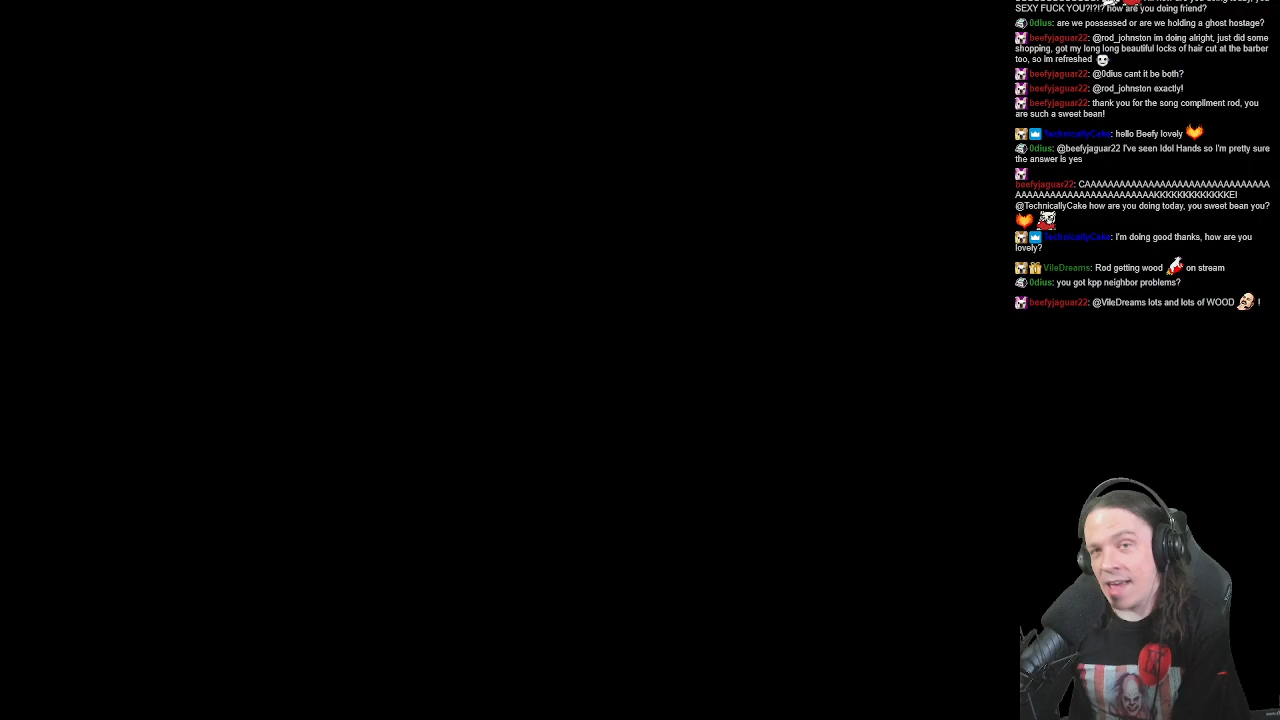 SEXY FUCK YOU?!?!? how are you doing friend?
0dius: are we possessed or are we holding a ghost hostage?
beefyjaguar22: @rod_johnston im doing alright, just did some
shopping, got my long long beautiful locks of hair cut at the barber
too, so im refreshed
beefyjaguar22: @0dius cant it be both?
beefyjaguar22: @rod_johnston exactly!
beefyjaguar22: thank you for the song compliment rod, you
are such a sweet bean!
TechnicallyCake: hello Beefy lovely
0dius: @beefyjaguar22 I've seen Idol Hands so I'm pretty sure
the answer is yes
beefyjaguar22:
@TechnicallyCake how are you doing today, you sweet bean you?
TechnicallyCake: I'm doing good thanks, how are you
lovely?
VileDreams: Rod getting wood on stream
0dius: you got kpp neighbor problems?
beefyjaguar22: @VileDreams lots and lots of WOOD !